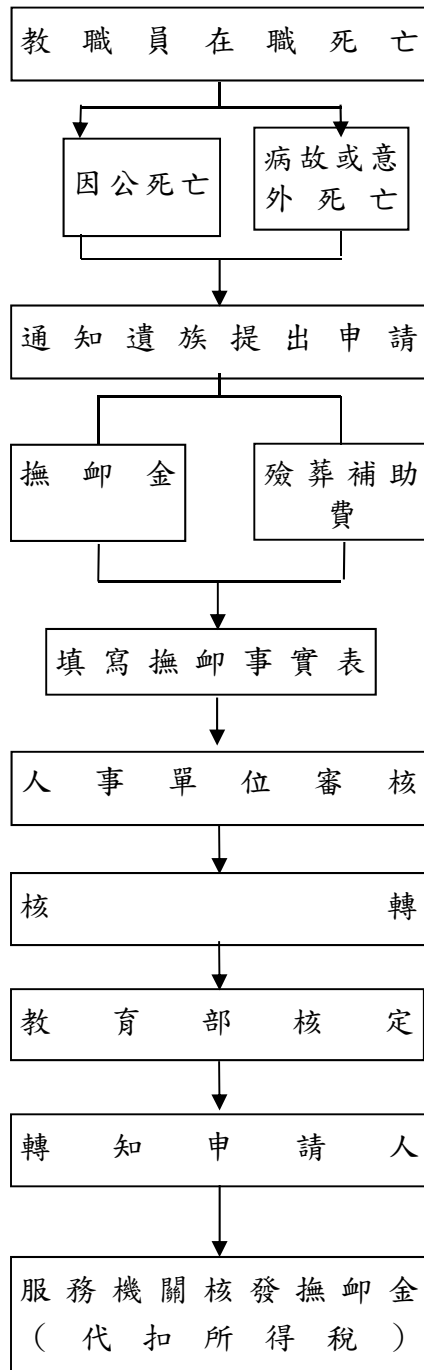 教職員在職死亡
因公死亡
病故或意
外死亡
通知遺族提出申請
撫卹金
殮葬補助
費
填寫撫卹事實表
人事單位審核
核轉
教育部核定
轉知申請人
服務機關核發撫卹金
(代扣所得稅)